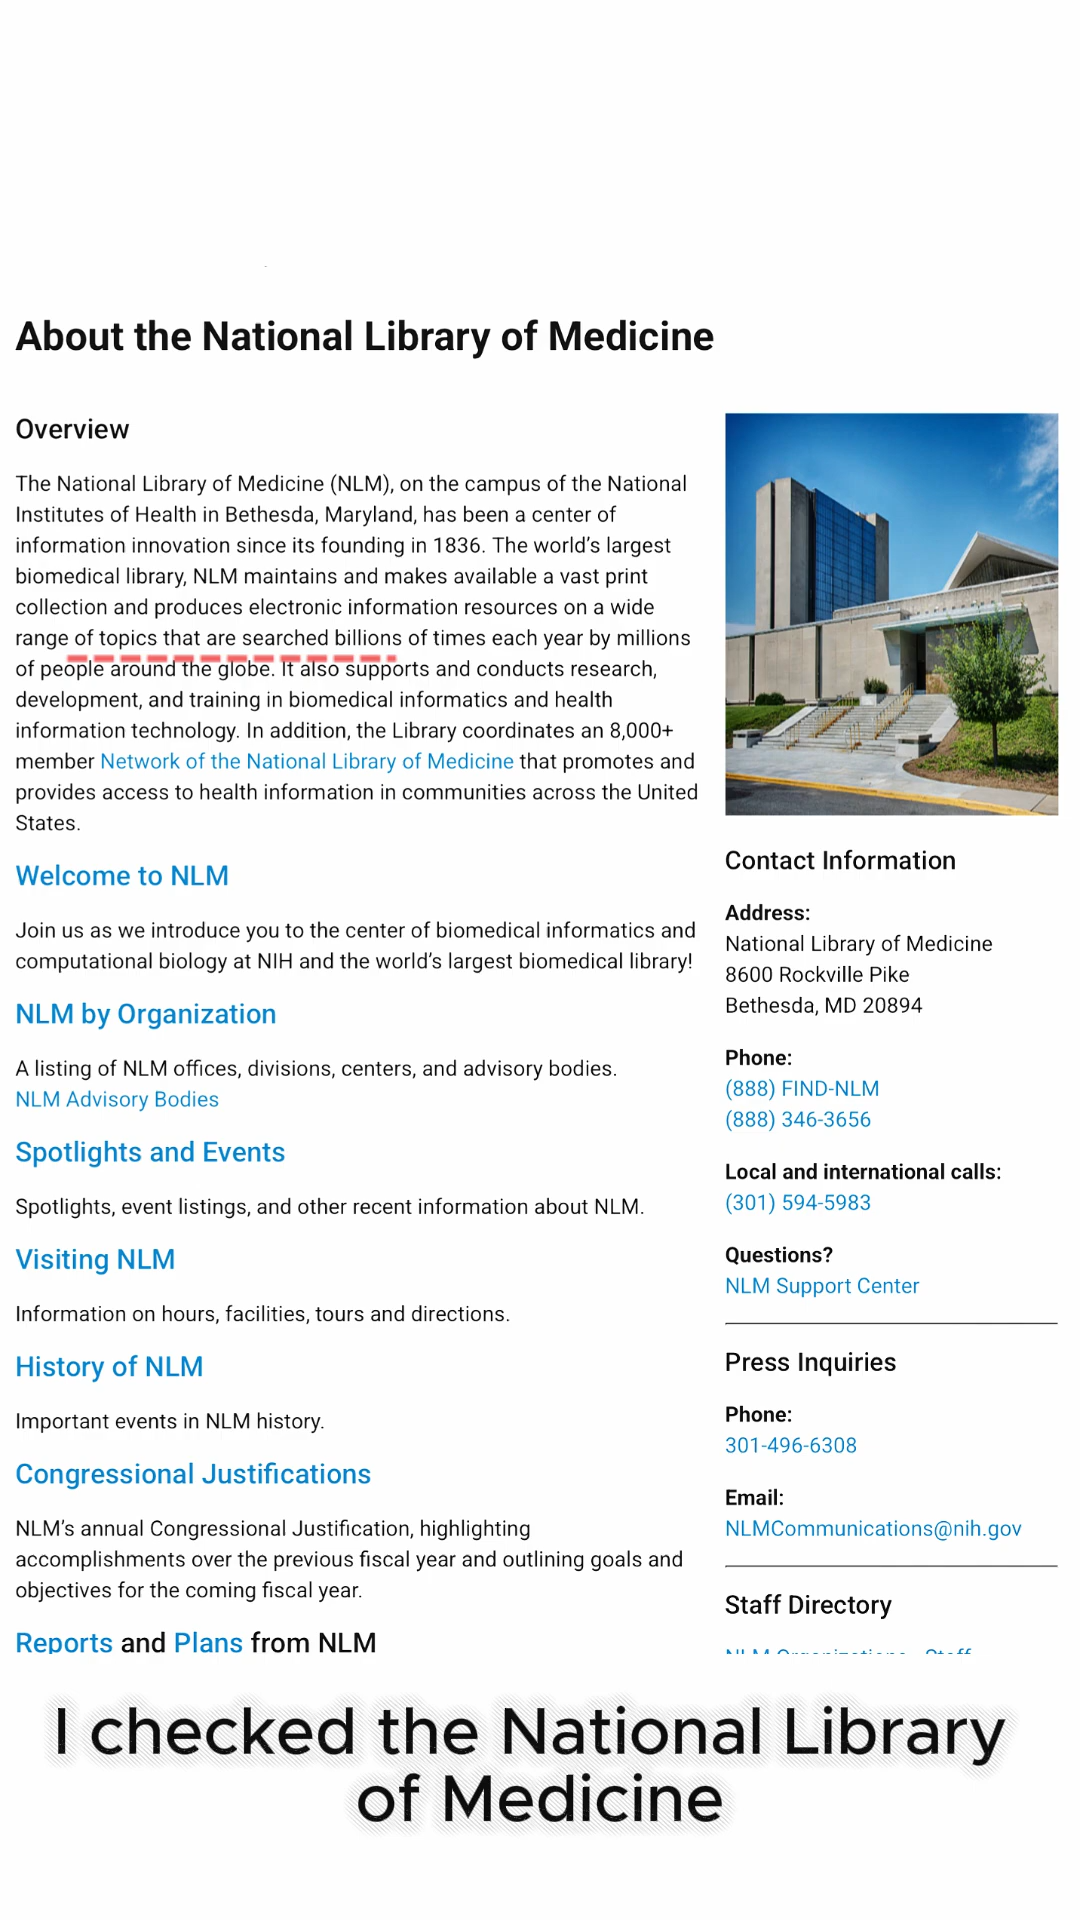 About the National Library of Medicine
Overview
The National Library of Medicine (NLM), on the campus of the National
Institutes of Health in Bethesda, Maryland, has been a center of
information innovation since its founding in 1836. The world’s largest
biomedical library, NLM maintains and makes available a vast print
collection and produces electronic information resources on a wide
range of topics that are searched billions of times each year by millions
of people around the globe. It also supports and conducts research,
development, and training in biomedical informatics and health
information technology. In addition, the Library coordinates an 8,000+
member Network of the National Library of Medicine that promotes and
provides access to health information in communities across the United
States.
Welcome to NLM
Join us as we introduce you to the center of biomedical informatics and
computational biology at NIH and the world’s largest biomedical library!
NLM by Organization
A listing of NLM offices, divisions, centers, and advisory bodies.
NLM Advisory Bodies
Spotlights and Events
Spotlights, event listings, and other recent information about NLM.
Visiting NLM
Information on hours, facilities, tours and directions.
History of NLM
Important events in NLM history.
Congressional Justifications
NLM’s annual Congressional Justification, highlighting
accomplishments over the previous fiscal year and outlining goals and
objectives for the coming fiscal year.
Reports and Plans from NLM
Contact Information
Address:
National Library of Medicine
8600 Rockville Pike
Bethesda, MD 20894
Phone:
(888) FIND-NLM
(888) 346-3656
Local and international calls:
(301) 594-5983
Questions?
NLM Support Center
Press Inquiries
Phone:
301-496-6308
Email:
NLMCommunications@nih.gov
Staff Directory
I checked the National Library
of Medicine